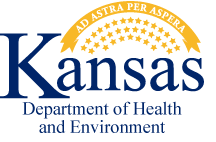 AD ASTRA PER ASPERA
Kansas
Department of Health
and Environment